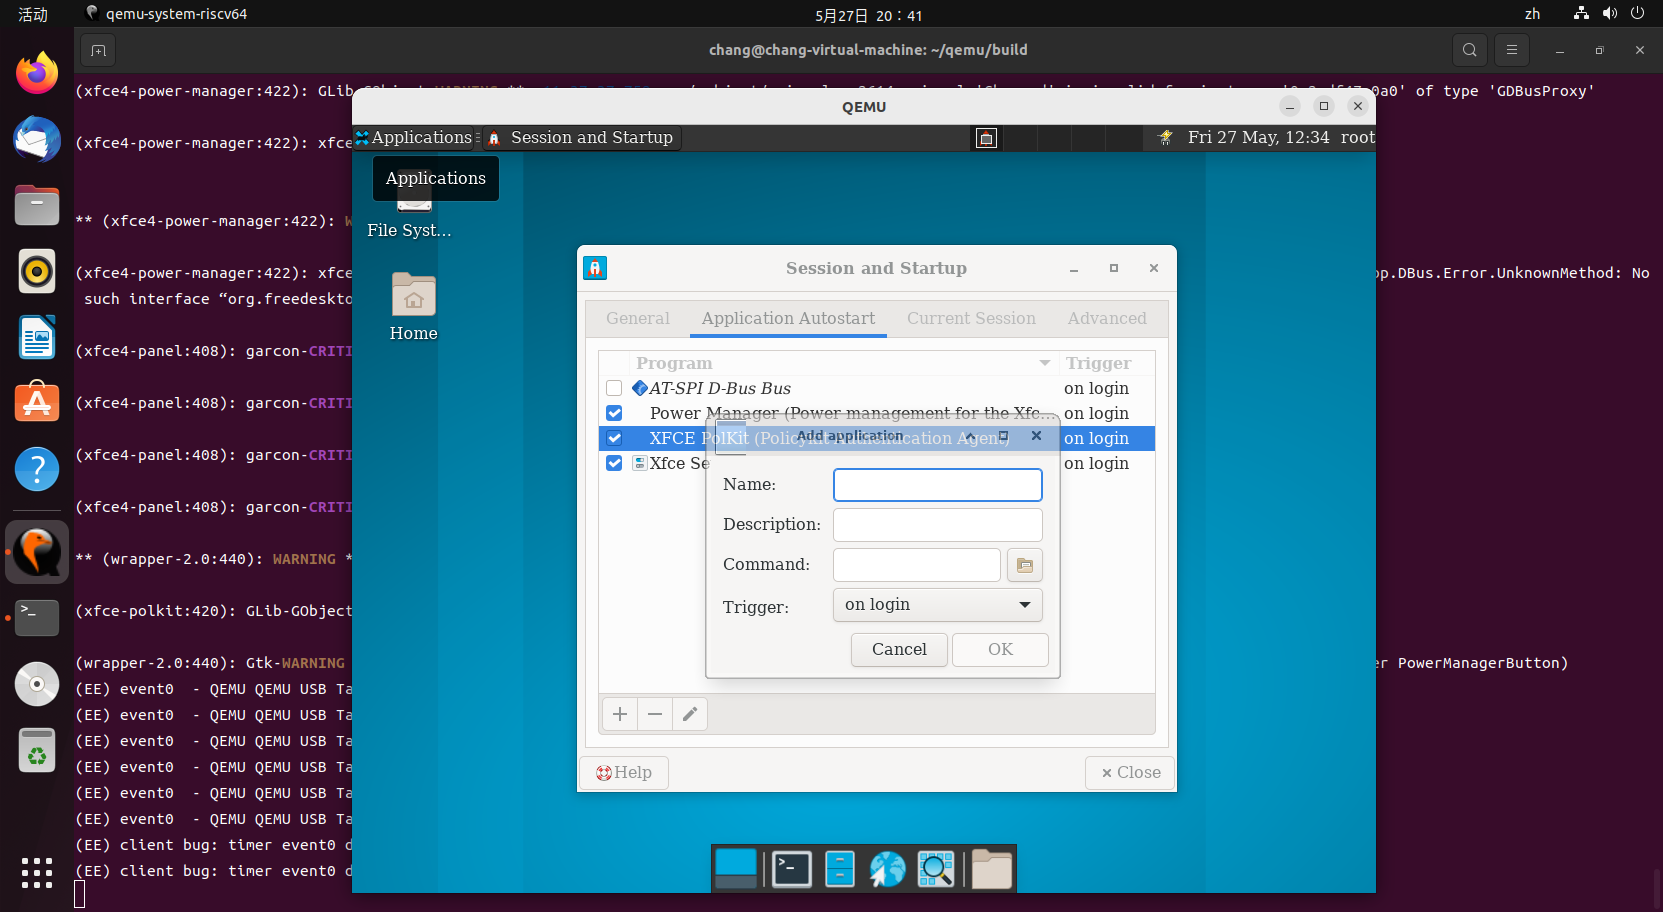 活动
qemu-system-riscv64
5月27日 20：41
zh
chang@chang-virtual-machine: ~/qemu/build
(xfce4-power-manager:422): GLib
of type 'GDBusProxy'
QEMU
(xfce4-power-manager:422): xfce
Applications
Session and Startup
Fri 27 May, 12:34 root
Applications
** (xfce4-power-manager:422): W
File Syst...
(xfce4-power-manager:422): xfce
op.DBus.Error.UnknownMethod: No
such interface “org.freedeskto
Home
Session and Startup
General
Application Autostart
Current Session
Advanced
(xfce4-panel:408): garcon-CRITI
Program
Trigger
AT-SPI D-Bus Bus
on login
(xfce4-panel:408): garcon-CRITI
Power Manager (Power management for the Xfc...
on login
XFCE PolKit (PolicyKit Authentication Agent)
on login
Add application
(xfce4-panel:408): garcon-CRITI
Xfce Se
on login
Name:
(xfce4-panel:408): garcon-CRITI
Description:
** (wrapper-2.0:440): WARNING *
Command:
(xfce-polkit:420): GLib-GObject
Trigger:
on login
Cancel
OK
(wrapper-2.0:440): Gtk-WARNING
er PowerManagerButton)
(EE) event0 - QEMU QEMU USB Ta
(EE) event0 - QEMU QEMU USB Ta
(EE) event0 - QEMU QEMU USB Ta
(EE) event0 - QEMU QEMU USB Ta
(EE) event0 - QEMU QEMU USB Ta
(EE) event0 - QEMU QEMU USB Ta
Help
Close
(EE) client bug: timer event0 d
(EE) client bug: timer event0 d